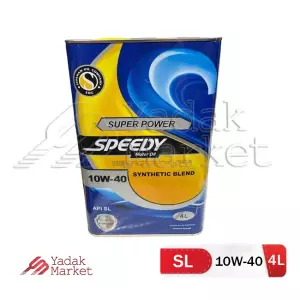 Yadak
Market
SUPER POWER
SPEEDY
Motor Oil
10W-40
SYNTHETIC BLEND
API SL
4L
Yadak
Market
SL
10W-40
4L